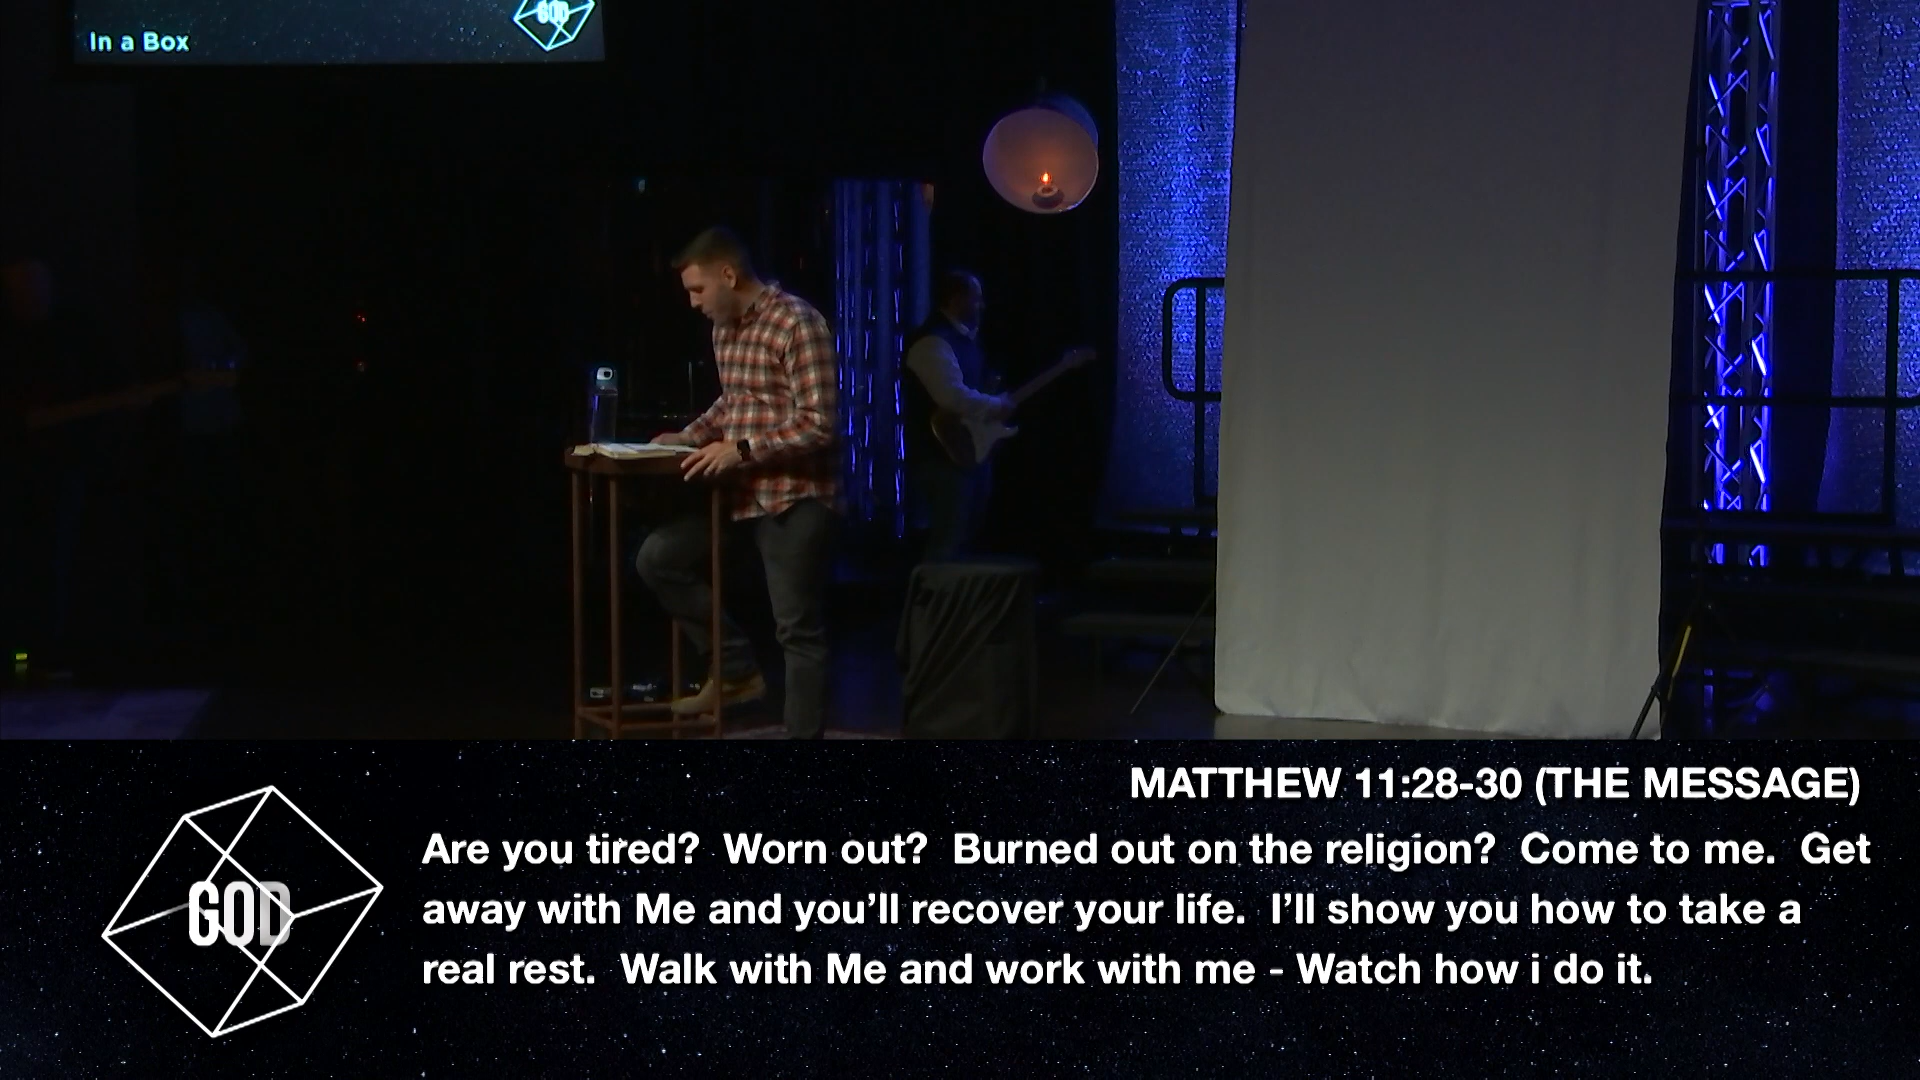 GOD
In a Box
MATTHEW 11:28-30 (THE MESSAGE)
Are you tired?  Worn out?  Burned out on the religion?  Come to me.  Get
away with Me and you’ll recover your life.  I’ll show you how to take a
real rest.  Walk with Me and work with me - Watch how i do it.
GOD